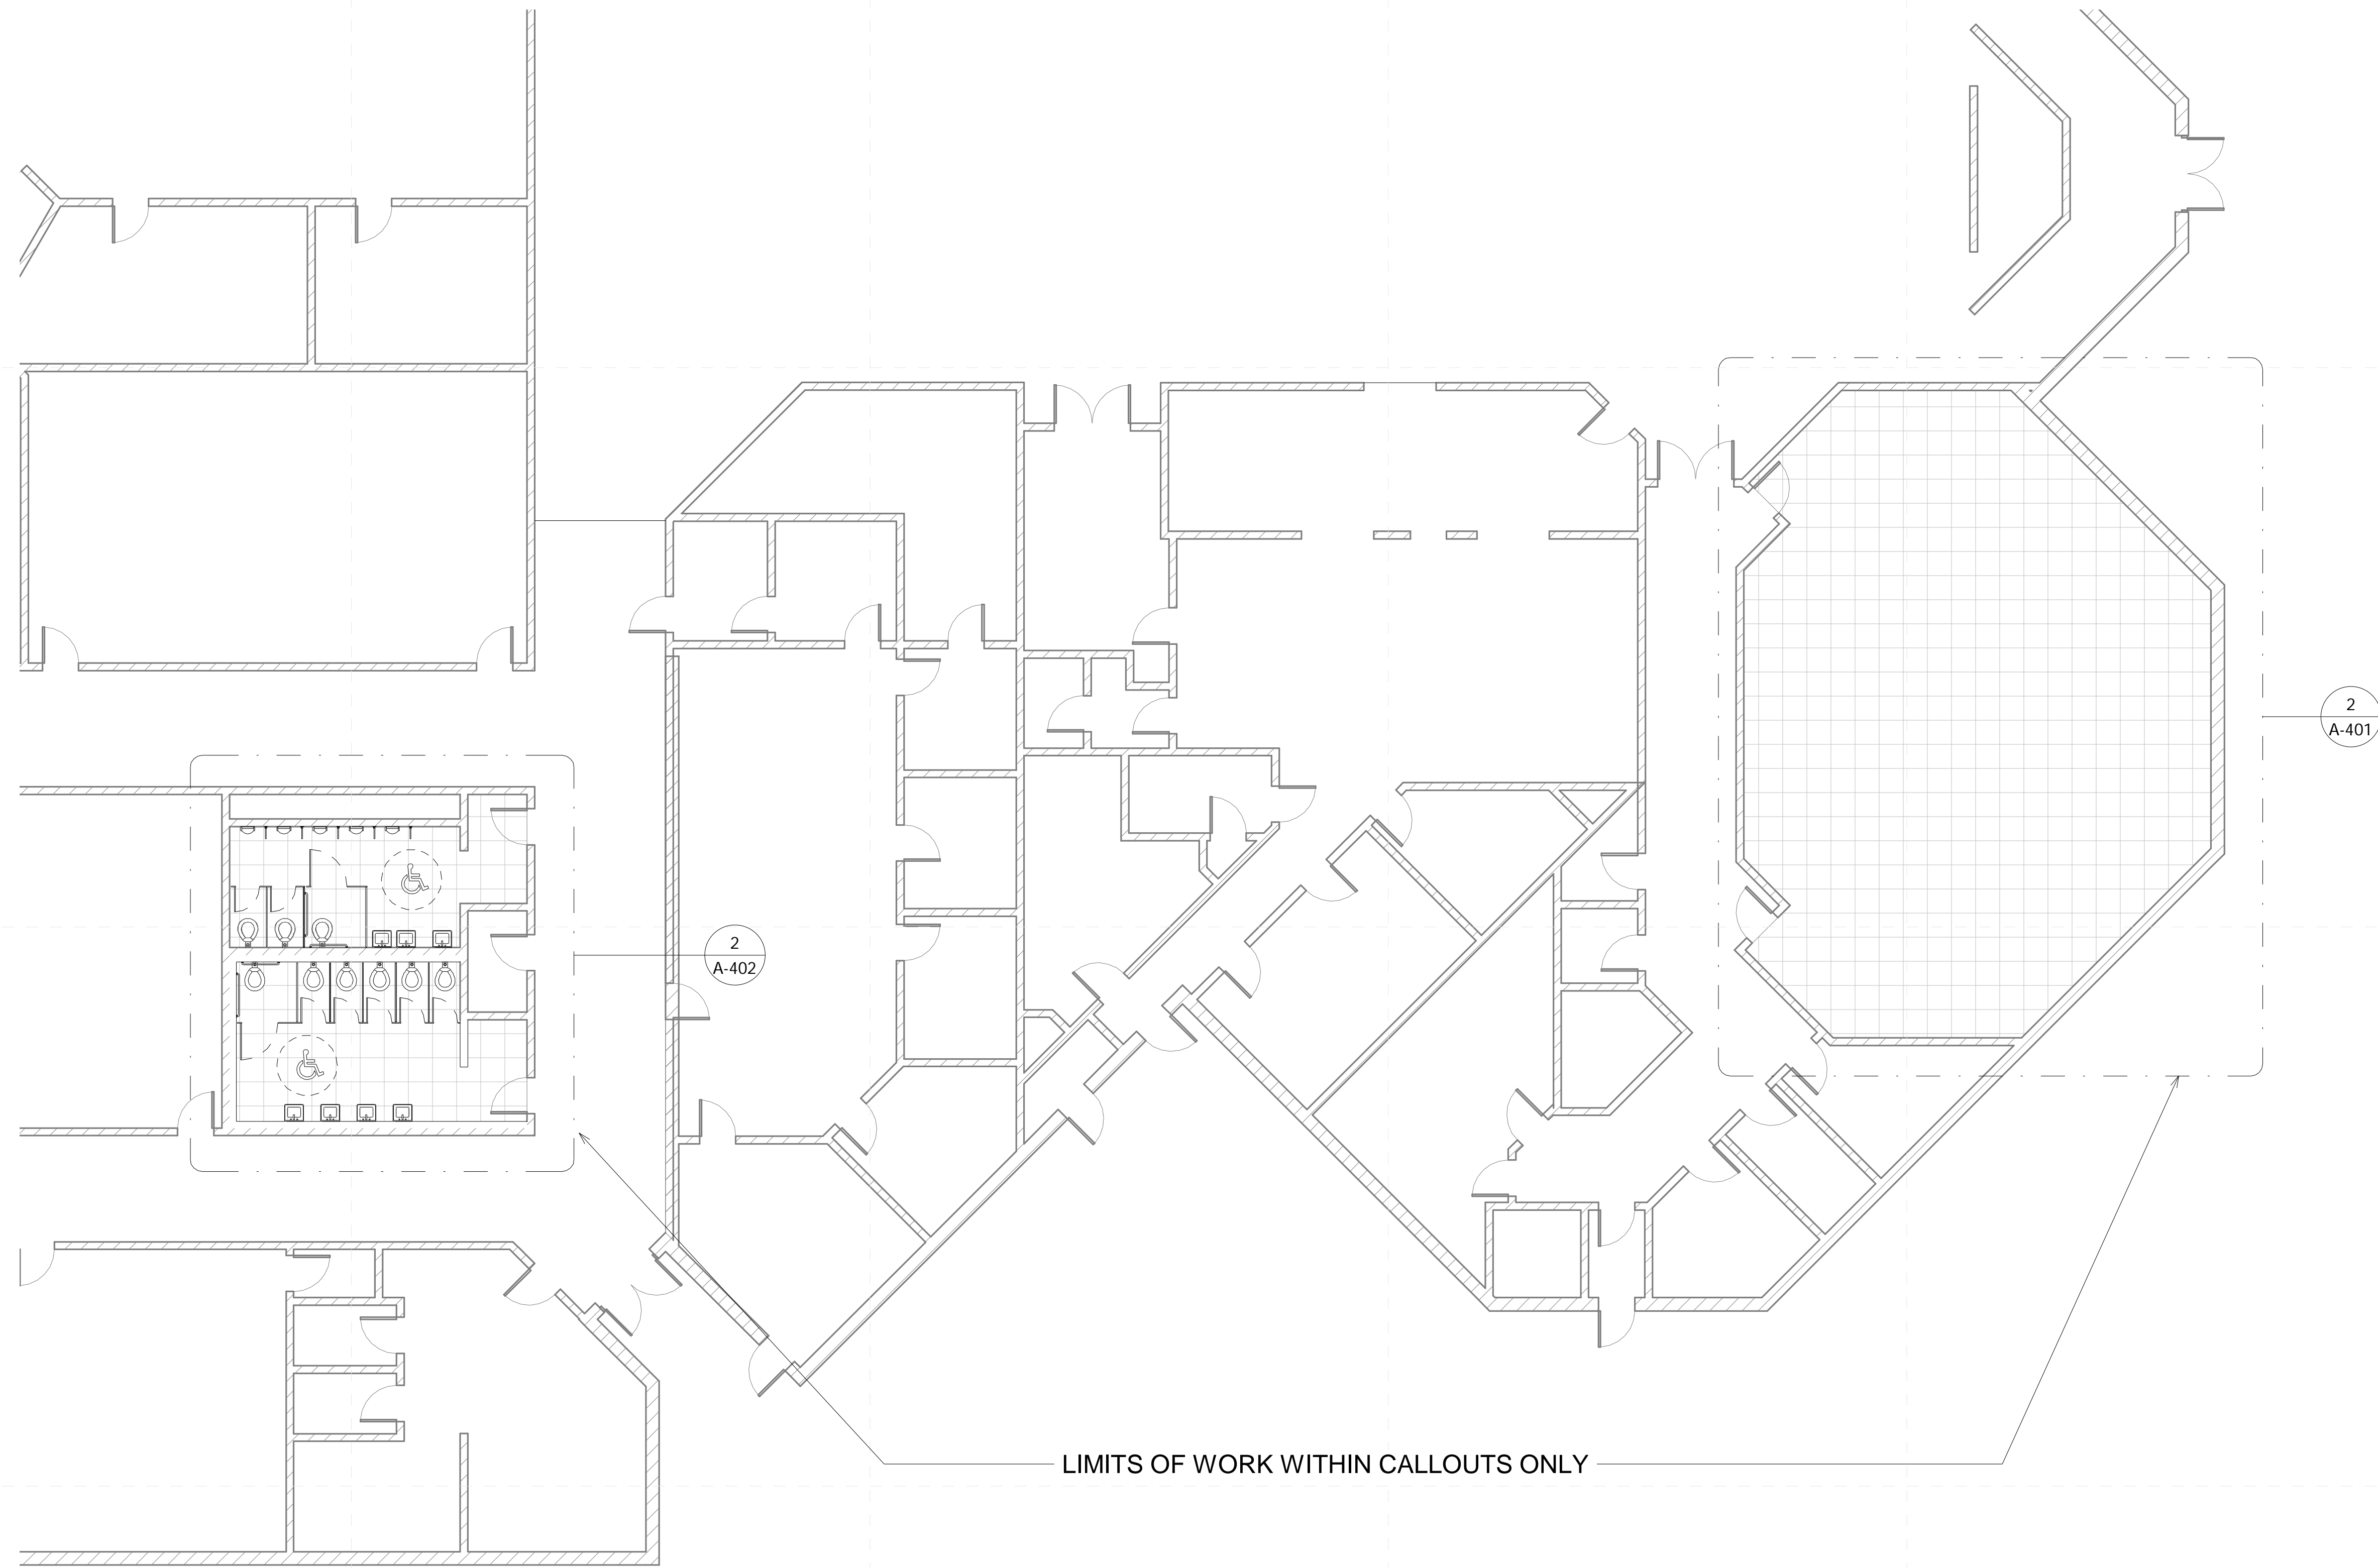 2
A-401
2
A-402
LIMITS OF WORK WITHIN CALLOUTS ONLY